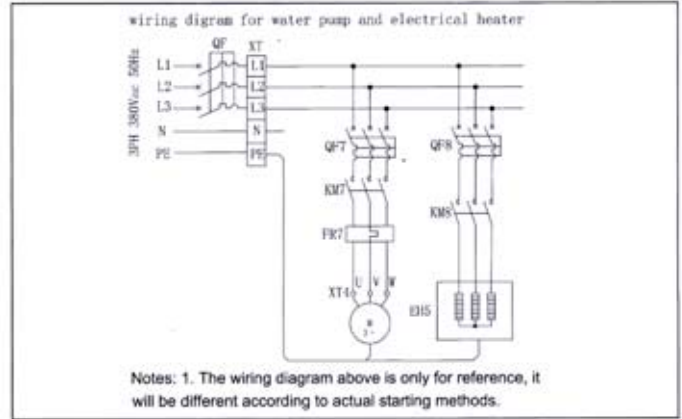 wiring digram for water pump and electrical heater
QF XT
3PH 380Vac 50Hz
L1 L1
L2 L2
L3 L3
N N
PE PE
QF7 QF8
KM7 KM8
FR7
U V W
XT4
M
3~
EH5
Notes: 1. The wiring diagram above is only for reference, it
will be different according to actual starting methods.